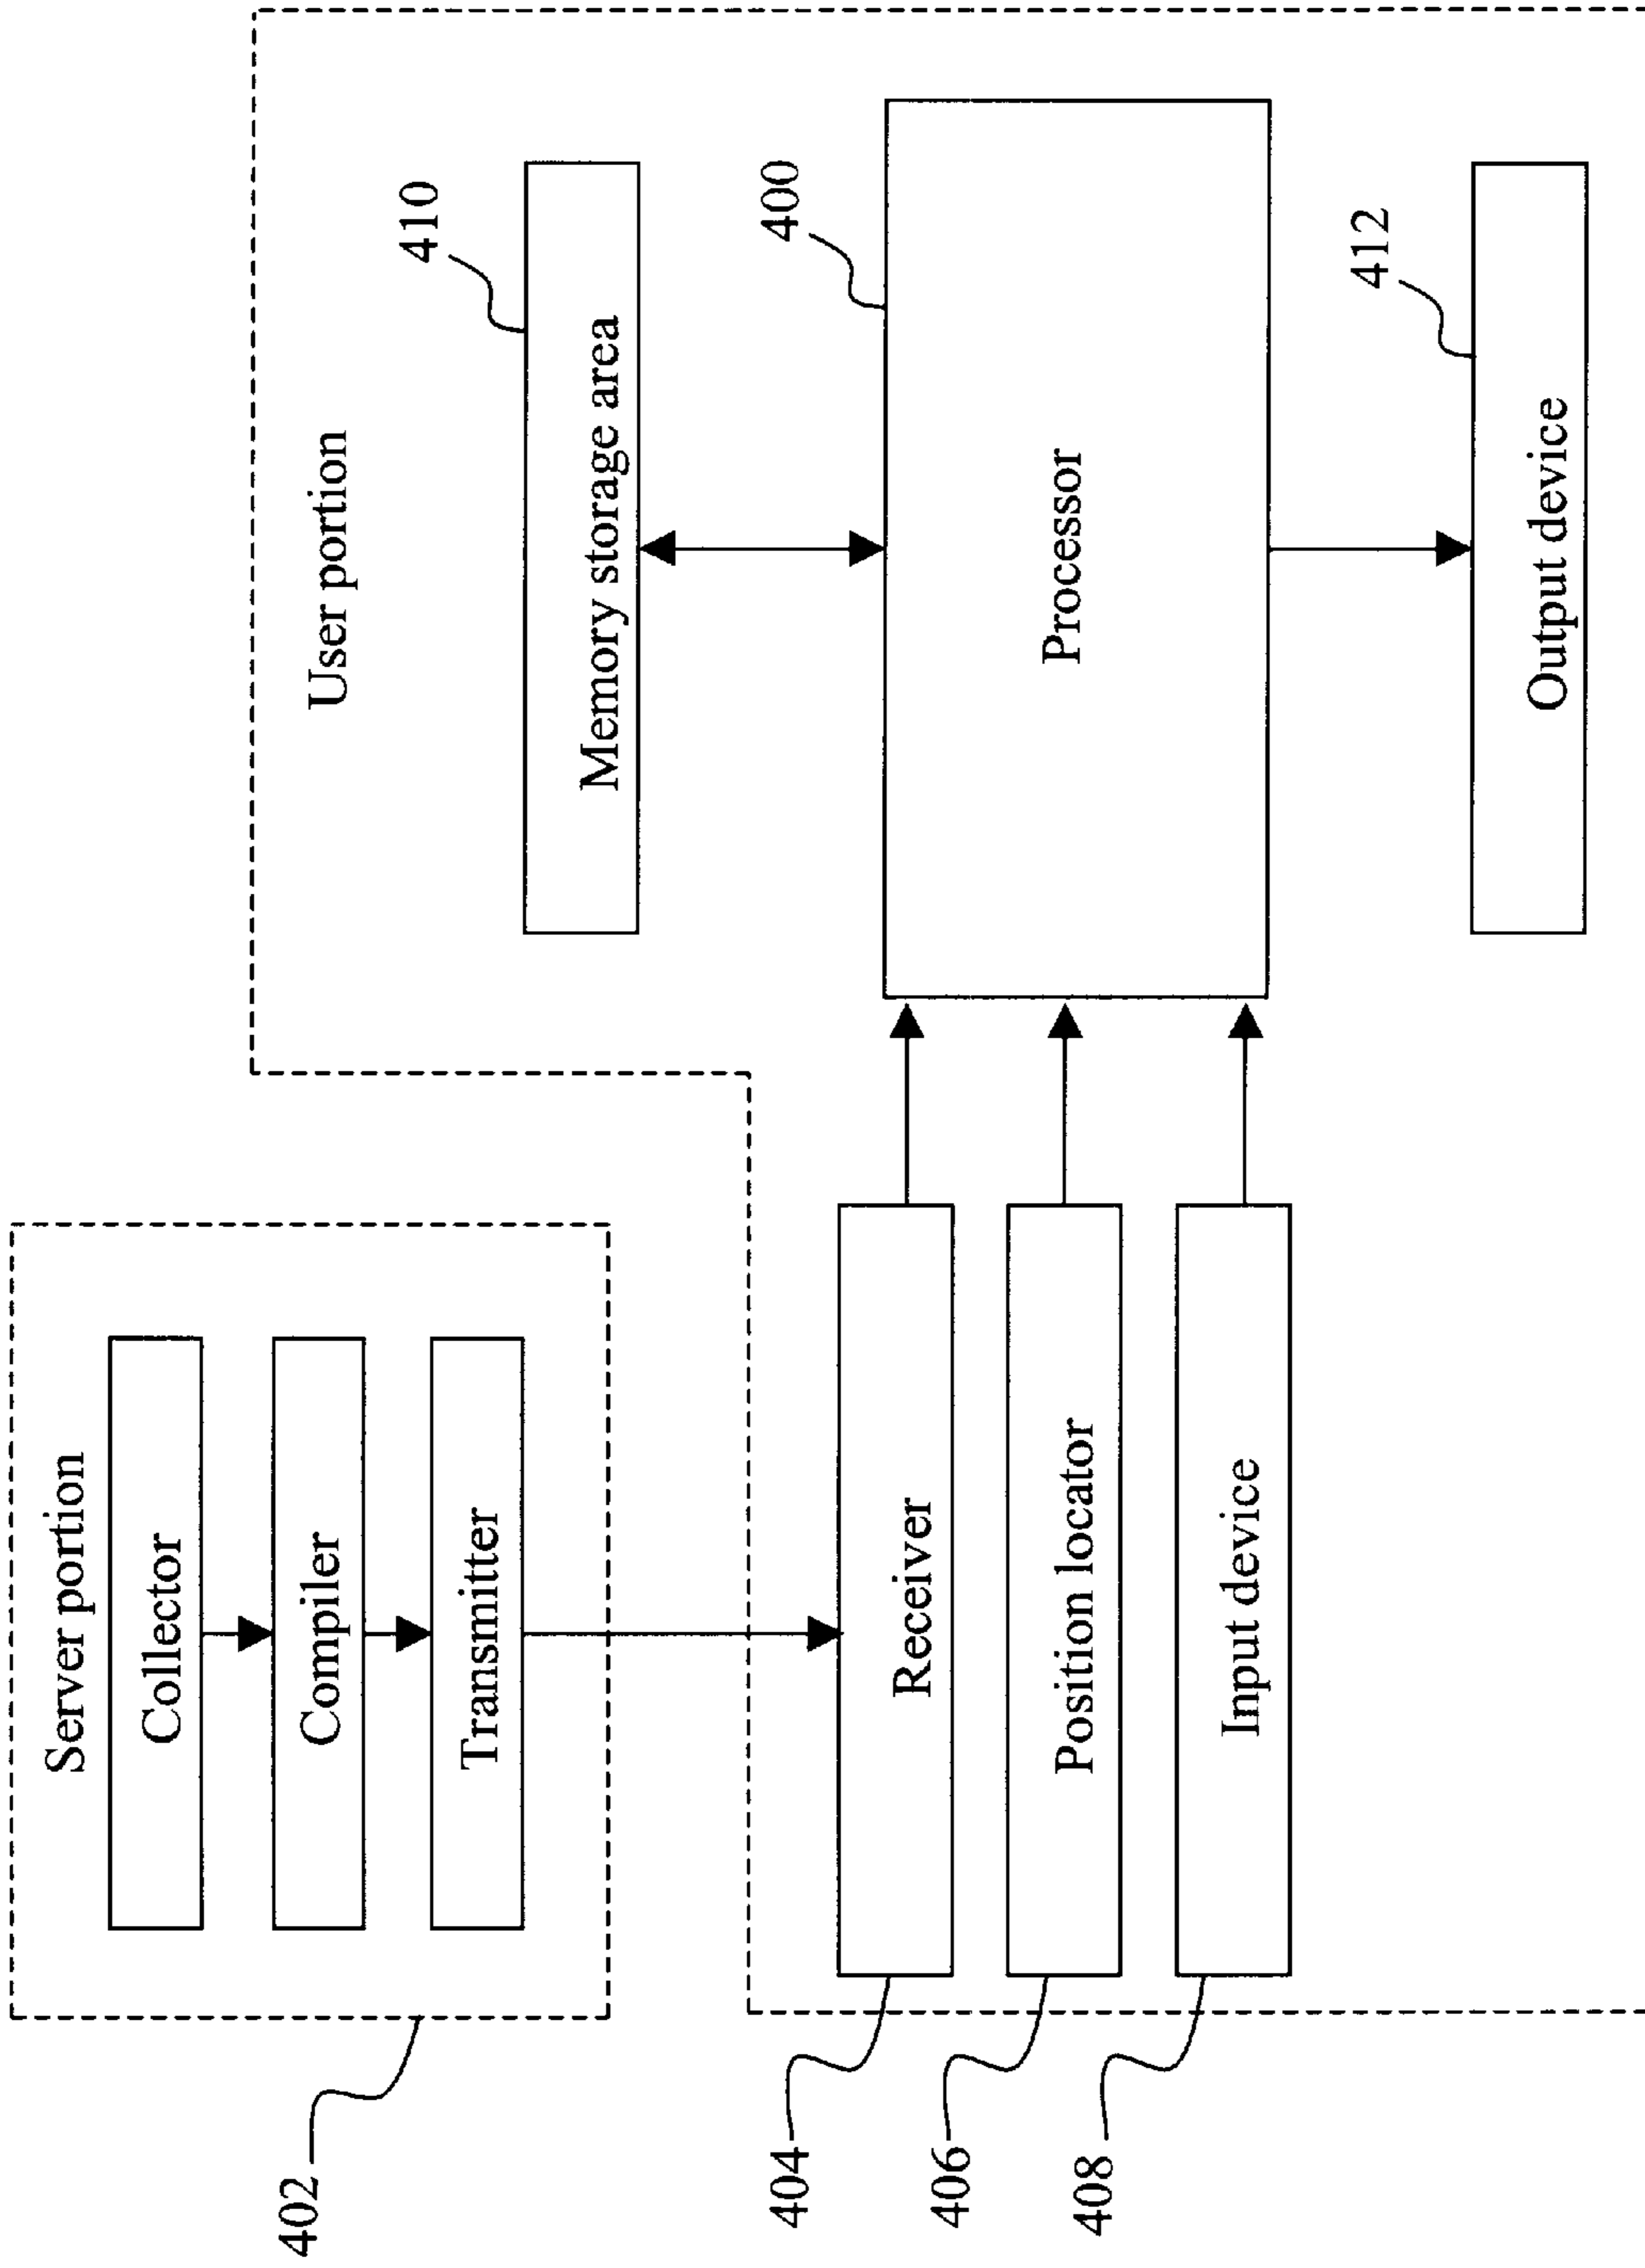 Server portion
Collector
Compiler
Transmitter
402
User portion
410
Memory storage area
400
Processor
404
Receiver
406
Position locator
408
Input device
412
Output device